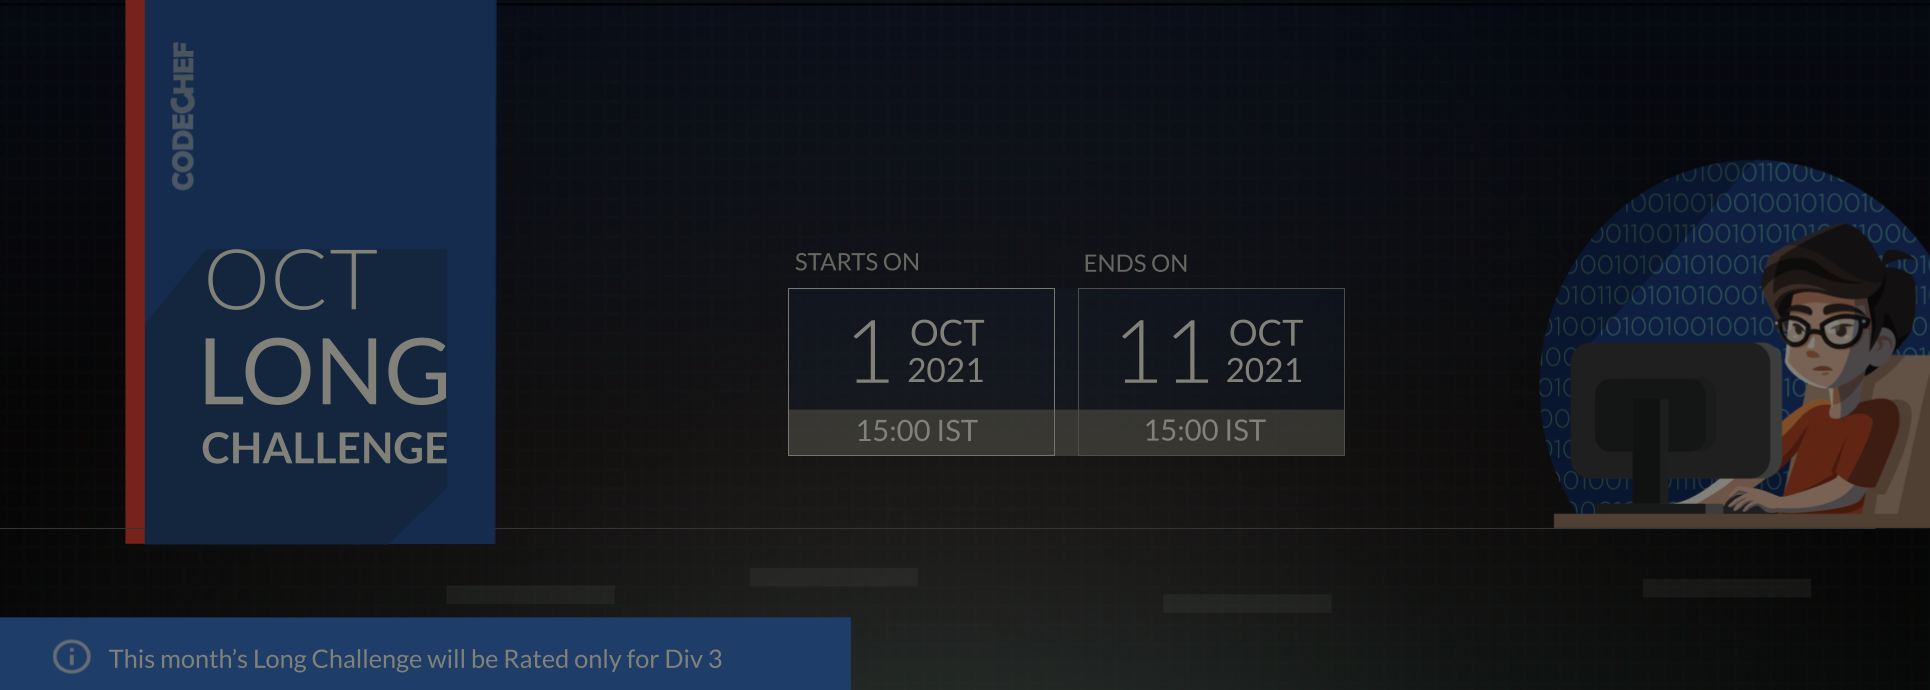 CODECHEF
OCT
LONG
CHALLENGE
STARTS ON
1 OCT
2021
15:00 IST
ENDS ON
11 OCT
2021
15:00 IST
This month's Long Challenge will be Rated only for Div 3